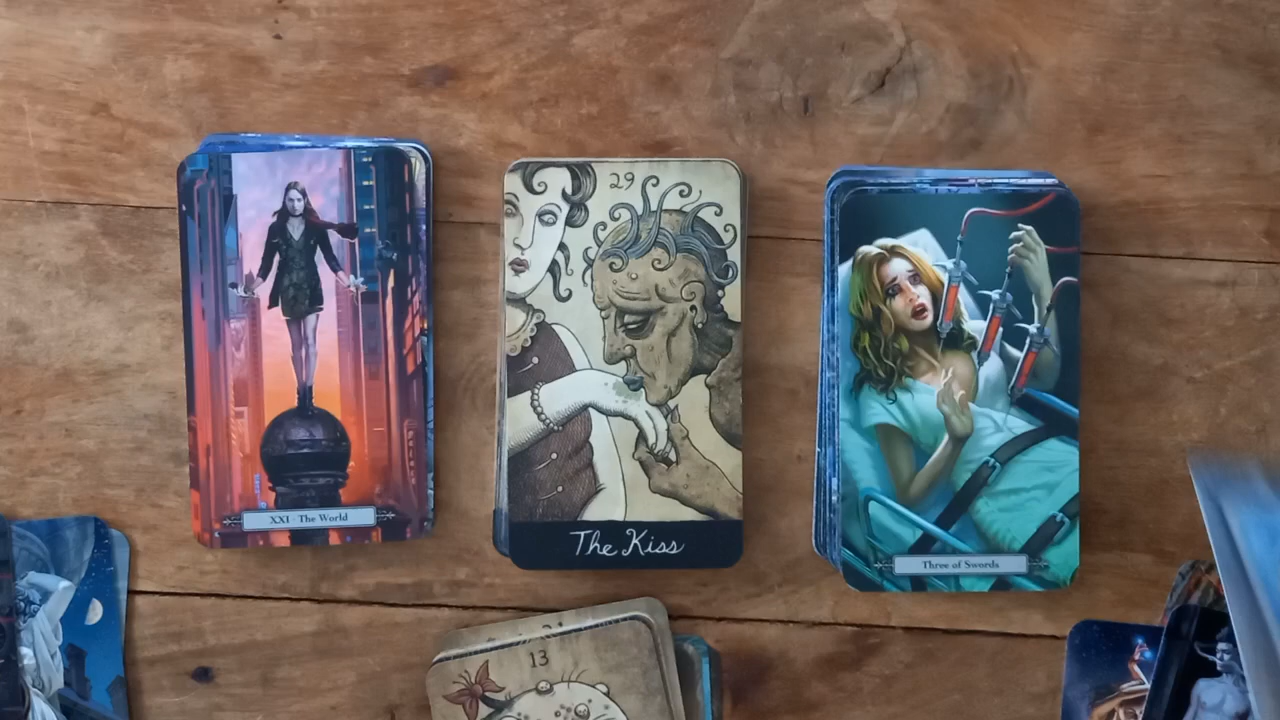 XXI · The World
29
The Kiss
Three of Swords
13